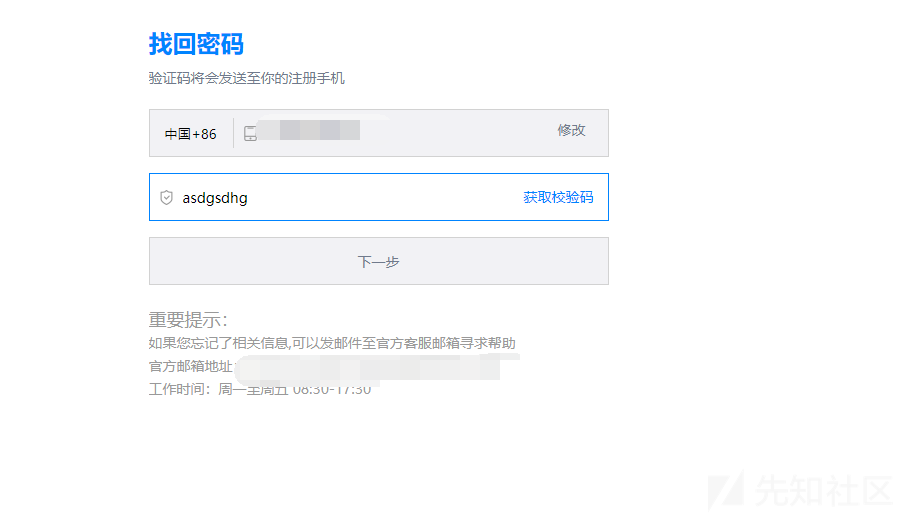 找回密码
验证码将会发送至你的注册手机
中国+86 修改
asdgsdhg 获取校验码
下一步
重要提示：
如果您忘记了相关信息,可以发邮件至官方客服邮箱寻求帮助
官方邮箱地址:
工作时间：周一至周五 08:30-17:30
先知社区